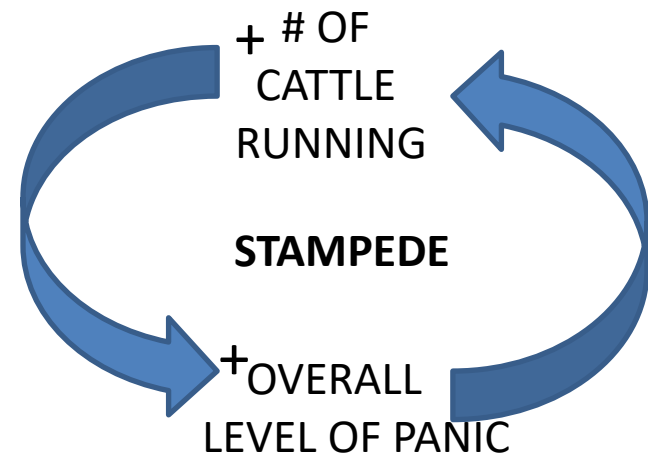 + # OF
CATTLE
RUNNING
STAMPEDE
+OVERALL
LEVEL OF PANIC